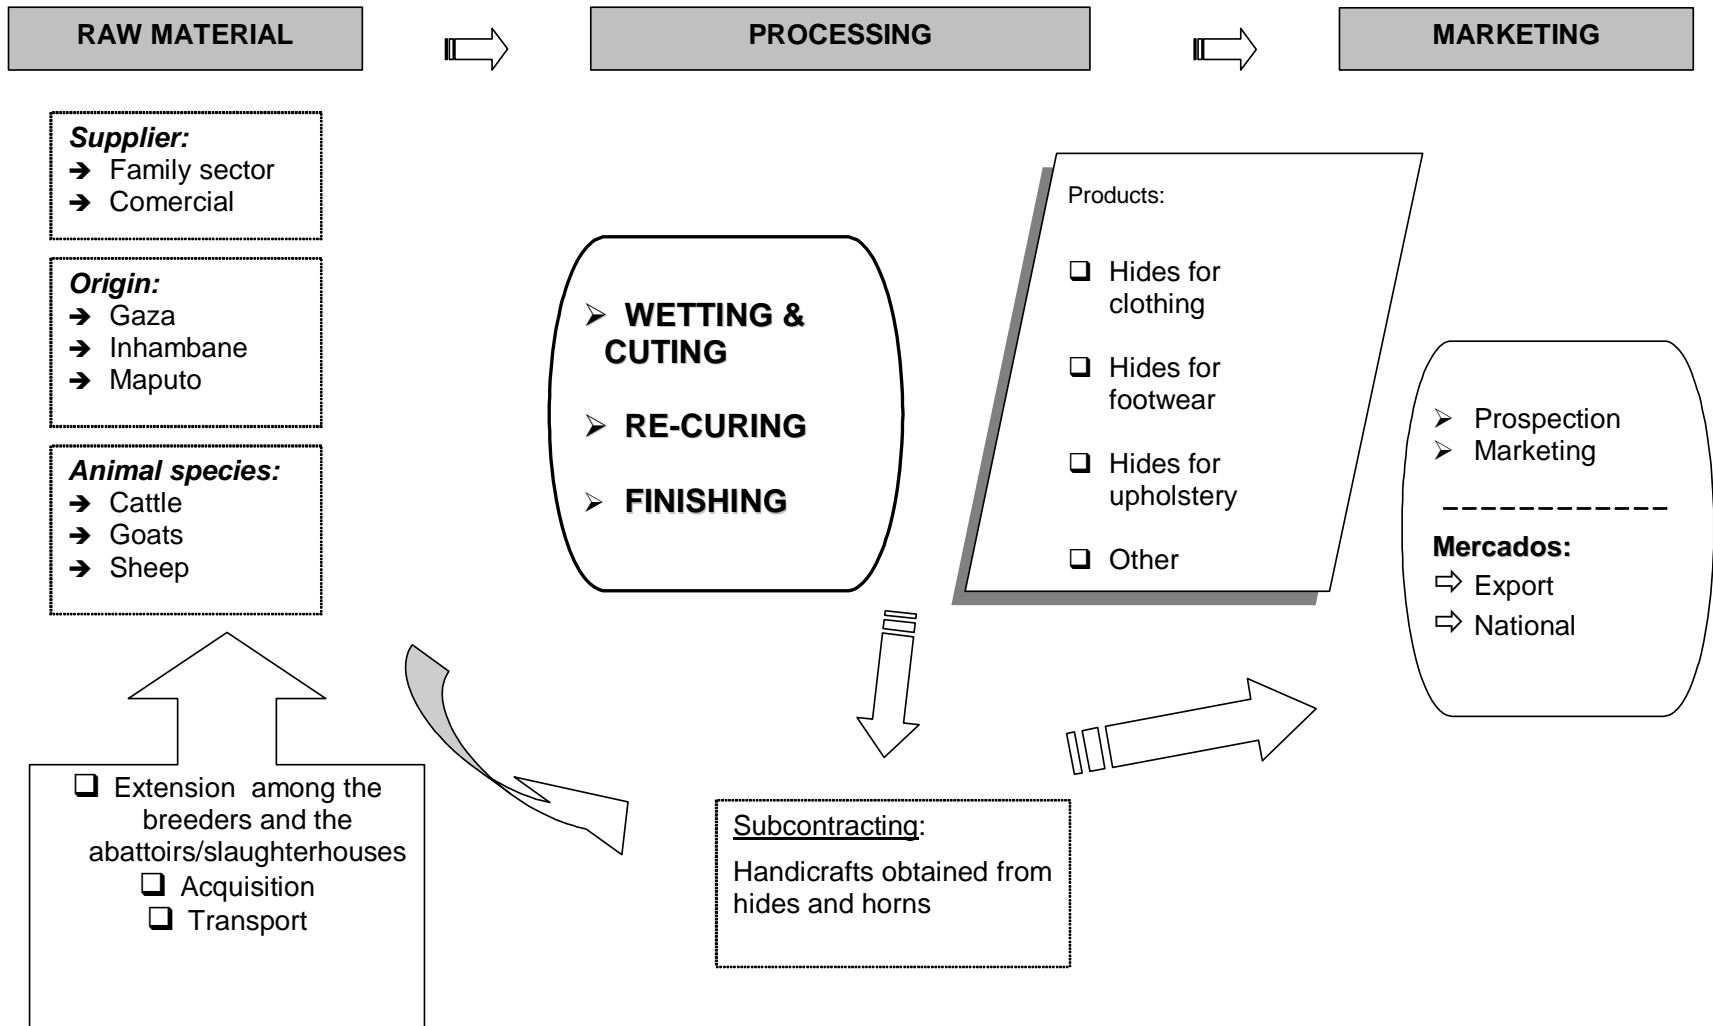 RAW MATERIAL
PROCESSING
MARKETING
Supplier:
Family sector
Comercial
Origin:
Gaza
Inhambane
Maputo
Animal species:
Cattle
Goats
Sheep
Extension among the
breeders and the
abattoirs/slaughterhouses
Acquisition
Transport
WETTING &
CUTING
RE-CURING
FINISHING
Products:
Hides for
clothing
Hides for
footwear
Hides for
upholstery
Other
Subcontracting:
Handicrafts obtained from
hides and horns
Prospection
Marketing
Mercados:
Export
National